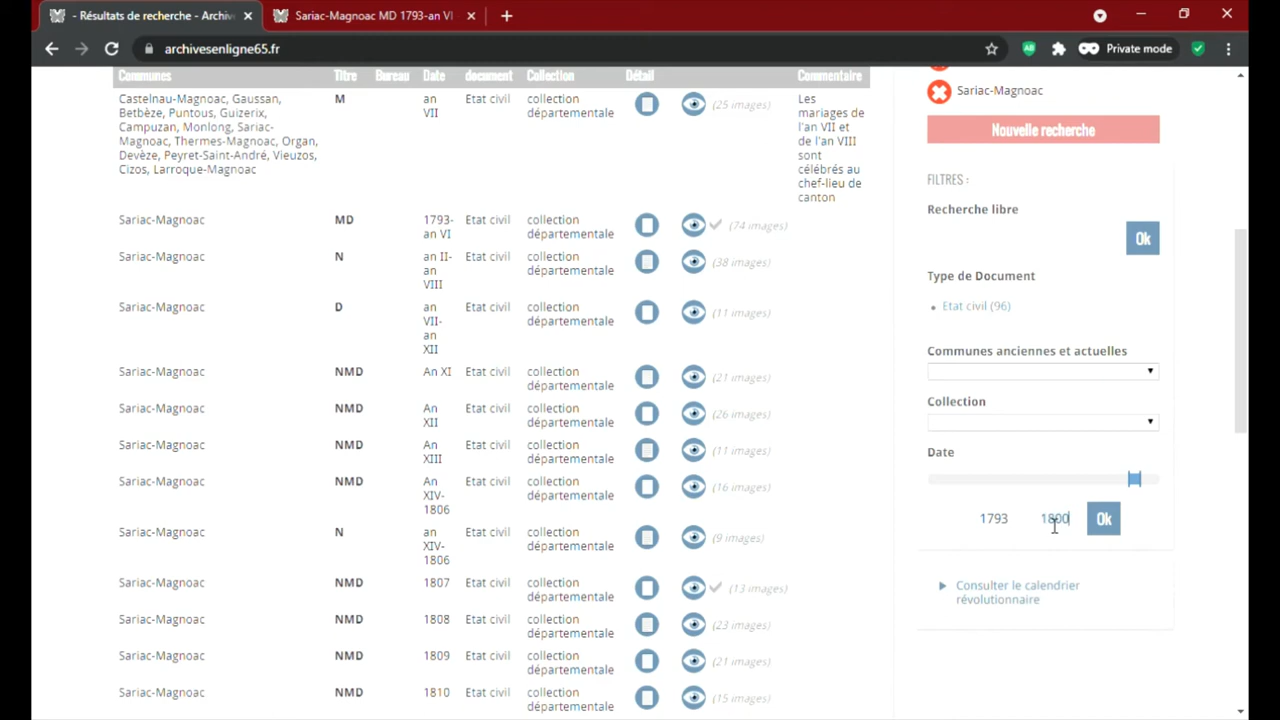 - Résultats de recherche - Archiv
Sariac-Magnoac MD 1793-an VI
archivesenligne65.fr
Private mode
Communes Titre Bureau Date document Collection Détail Commentaire
Castelnau-Magnoac, Gaussan,
Betbèze, Puntous, Guizerix,
Campuzan, Monlong, Sariac-
Magnoac, Thermes-Magnoac, Organ,
Devèze, Peyret-Saint-André, Vieuzos,
Cizos, Larroque-Magnoac
M
an
VII
Etat civil
collection
départementale
(25 images)
Les
mariages de
l'an VII et
de l'an VIII
sont
célébrés au
chef-lieu de
canton
Sariac-Magnoac MD 1793-
an VI
Etat civil collection
départementale
(74 images)
Sariac-Magnoac N an II-
an
VIII
Etat civil collection
départementale
(38 images)
Sariac-Magnoac D an
VII-
an
XII
Etat civil collection
départementale
(11 images)
Sariac-Magnoac NMD An XI Etat civil collection
départementale
(21 images)
Sariac-Magnoac NMD An
XII
Etat civil collection
départementale
(26 images)
Sariac-Magnoac NMD An
XIII
Etat civil collection
départementale
(11 images)
Sariac-Magnoac NMD An
XIV-
1806
Etat civil collection
départementale
(16 images)
Sariac-Magnoac N an
XIV-
1806
Etat civil collection
départementale
(9 images)
Sariac-Magnoac NMD 1807 Etat civil collection
départementale
(13 images)
Sariac-Magnoac NMD 1808 Etat civil collection
départementale
(23 images)
Sariac-Magnoac NMD 1809 Etat civil collection
départementale
(21 images)
Sariac-Magnoac NMD 1810 Etat civil collection
départementale
(15 images)
Sariac-Magnoac
Nouvelle recherche
FILTRES :
Recherche libre
Ok
Type de Document
Etat civil (96)
Communes anciennes et actuelles
Collection
Date
1793 1800 Ok
Consulter le calendrier
révolutionnaire